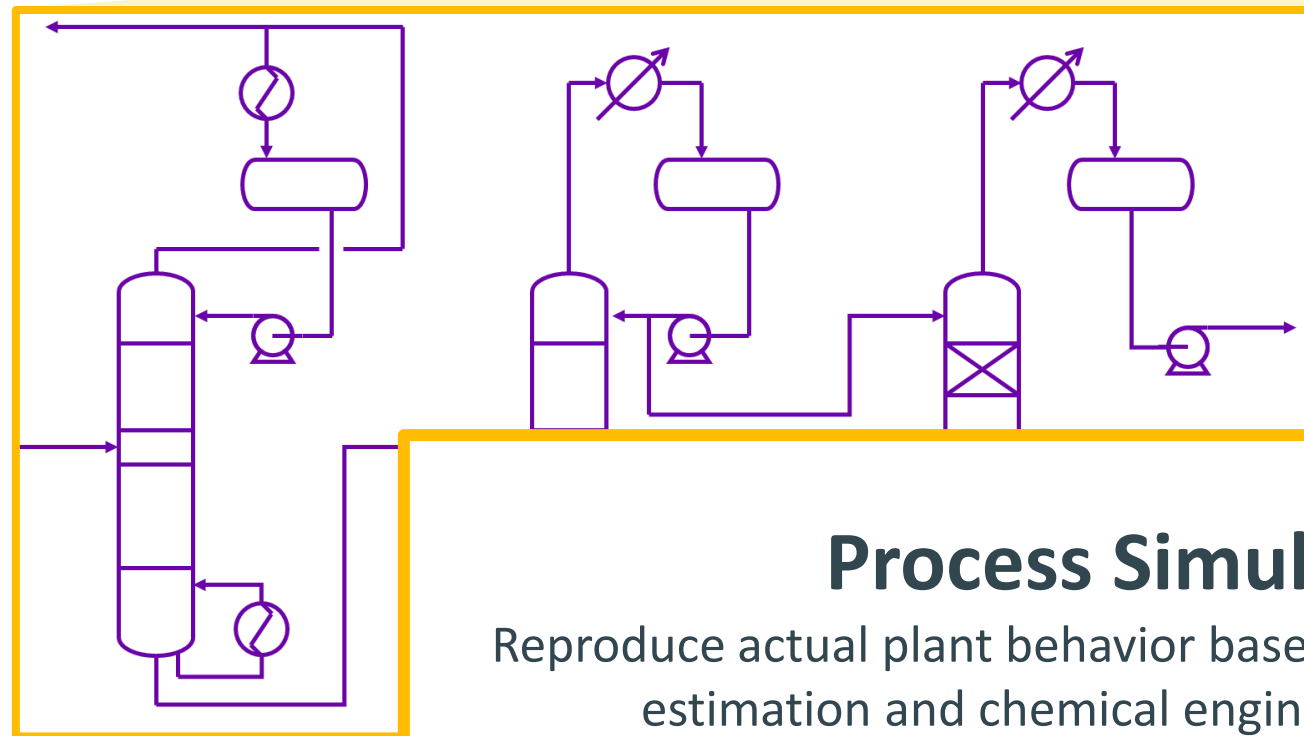 Process Simul
Reproduce actual plant behavior base
estimation and chemical engin